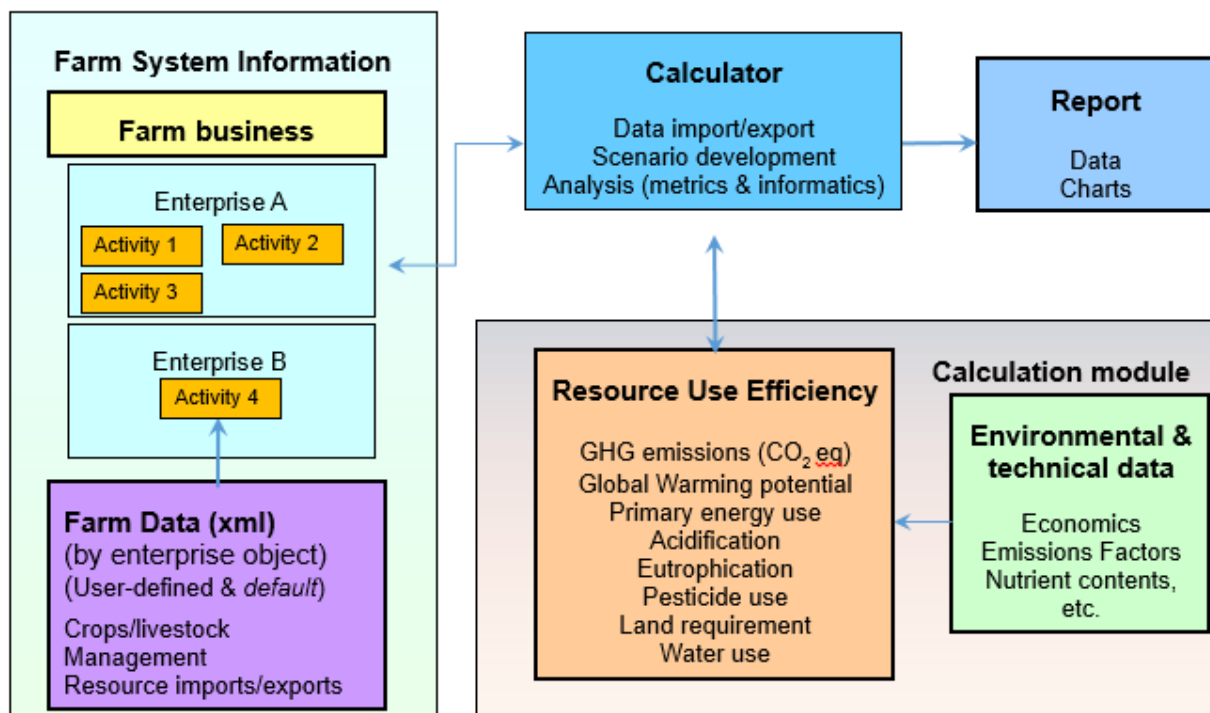 Farm System Information
Farm business
Enterprise A
Activity 1
Activity 2
Activity 3
Enterprise B
Activity 4
Farm Data (xml)
(by enterprise object)
(User-defined & default)
Crops/livestock
Management
Resource imports/exports
Calculator
Data import/export
Scenario development
Analysis (metrics & informatics)
Report
Data
Charts
Calculation module
Resource Use Efficiency
GHG emissions (CO₂ eq)
Global Warming potential
Primary energy use
Acidification
Eutrophication
Pesticide use
Land requirement
Water use
Environmental &
technical data
Economics
Emissions Factors
Nutrient contents,
etc.